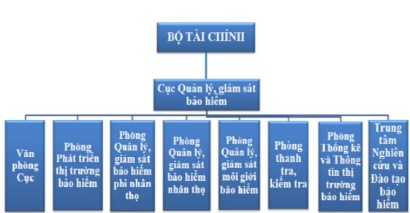 BỘ TÀI CHÍNH
Cục Quản lý, giám sát
bảo hiểm
Văn
phòng
Cục
Phòng
Phát triển
thị trường
bảo hiểm
Phòng
Quản lý,
giám sát
bảo hiểm
phi nhân
thọ
Phòng
Quản lý,
giám sát
bảo hiểm
nhân thọ
Phòng
Quản lý,
giám sát
môi giới
bảo hiểm
Phòng
thanh
tra,
kiểm tra
Phòng
Thống kê
và Thông
tin thị
trường
bảo hiểm
Trung
tâm
Nghiên
cứu và
Đào tạo
bảo
hiểm